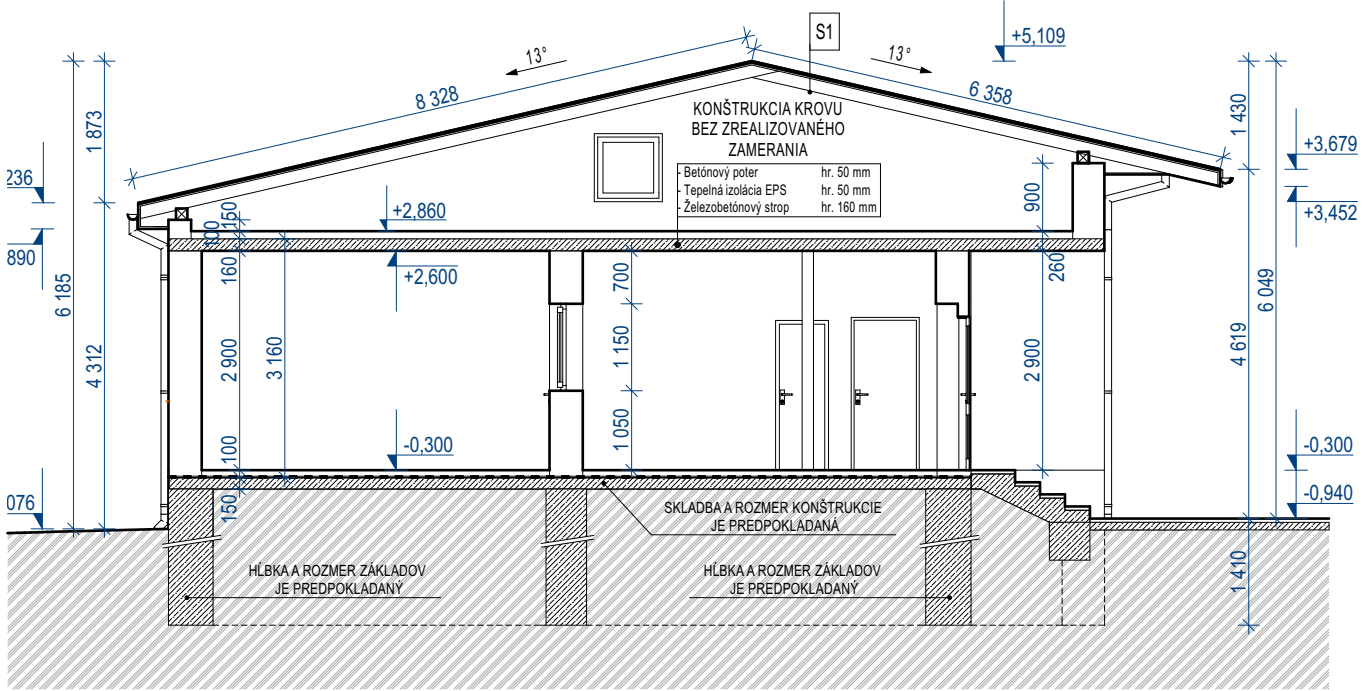 S1
+5,109
13°
13°
8 328
6 358
KONŠTRUKCIA KROVU
BEZ ZREALIZOVANÉHO
ZAMERANIA
- Betónový poter hr. 50 mm
- Tepelná izolácia EPS hr. 50 mm
- Železobetónový strop hr. 160 mm
1 873
1 430
+3,679
+3,452
236
890
150
100
160
+2,860
+2,600
900
260
700
6 185
4 312
2 900
3 160
1 150
1 050
2 900
4 619
6 049
100
-0,300
-0,300
-0,940
076
150
SKLADBA A ROZMER KONŠTRUKCIE
JE PREDPOKLADANÁ
HĹBKA A ROZMER ZÁKLADOV
JE PREDPOKLADANÝ
HĹBKA A ROZMER ZÁKLADOV
JE PREDPOKLADANÝ
1 410